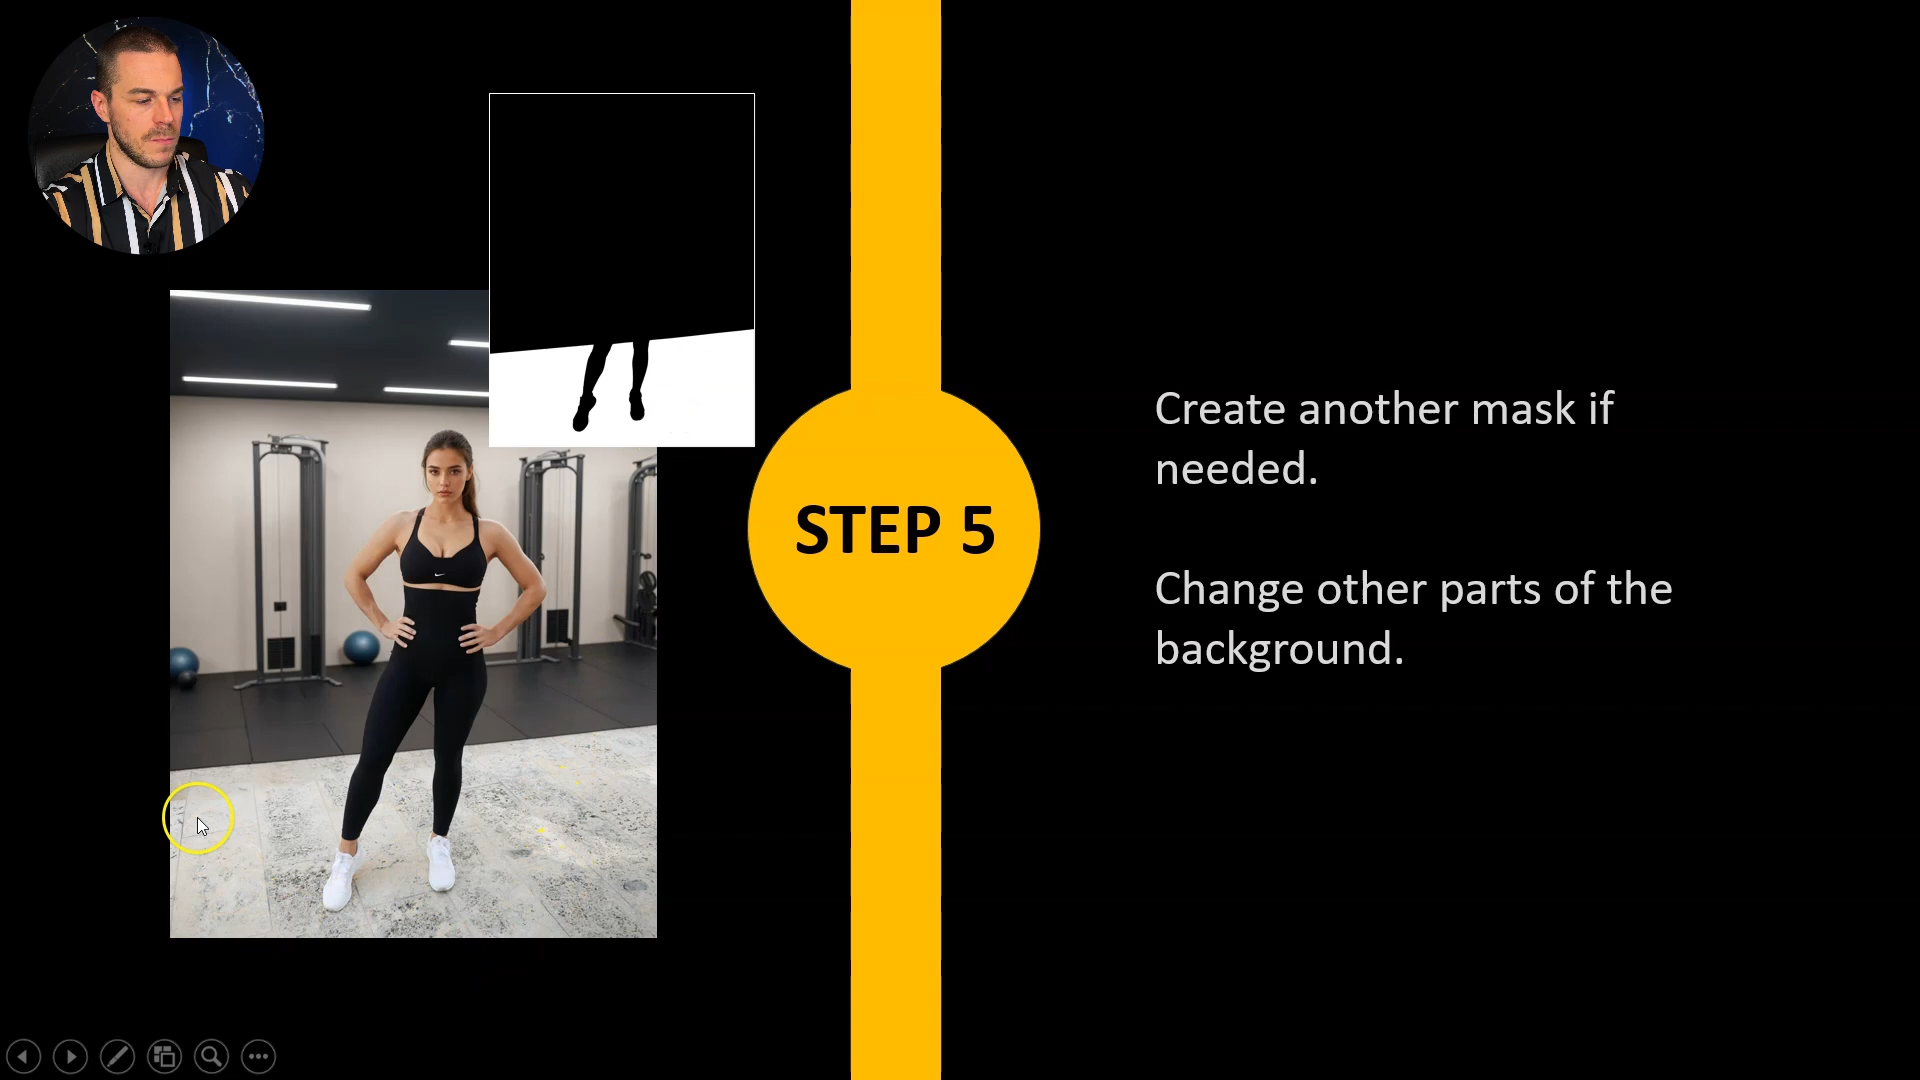 STEP 5
Create another mask if
needed.
Change other parts of the
background.